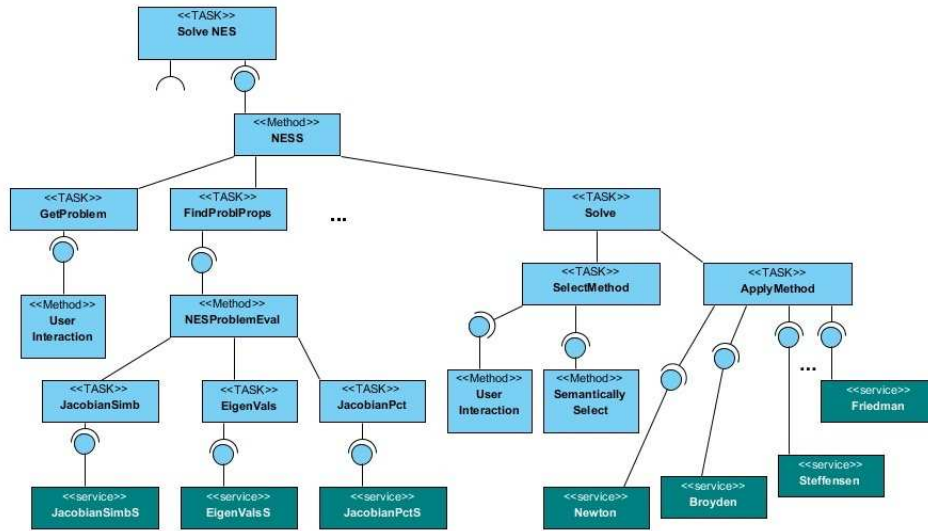 <<TASK>>
Solve NES
<<Method>>
NESS
<<TASK>>
GetProblem
<<TASK>>
FindProblProps
...
<<TASK>>
Solve
<<Method>>
User
Interaction
<<Method>>
NESProblemEval
<<TASK>>
SelectMethod
<<TASK>>
ApplyMethod
<<TASK>>
JacobianSimb
<<TASK>>
EigenVals
<<TASK>>
JacobianPct
<<Method>>
User
Interaction
<<Method>>
Semantically
Select
...
<<service>>
Friedman
<<service>>
JacobianSimbS
<<service>>
EigenValsS
<<service>>
JacobianPctS
<<service>>
Newton
<<service>>
Broyden
<<service>>
Steffensen